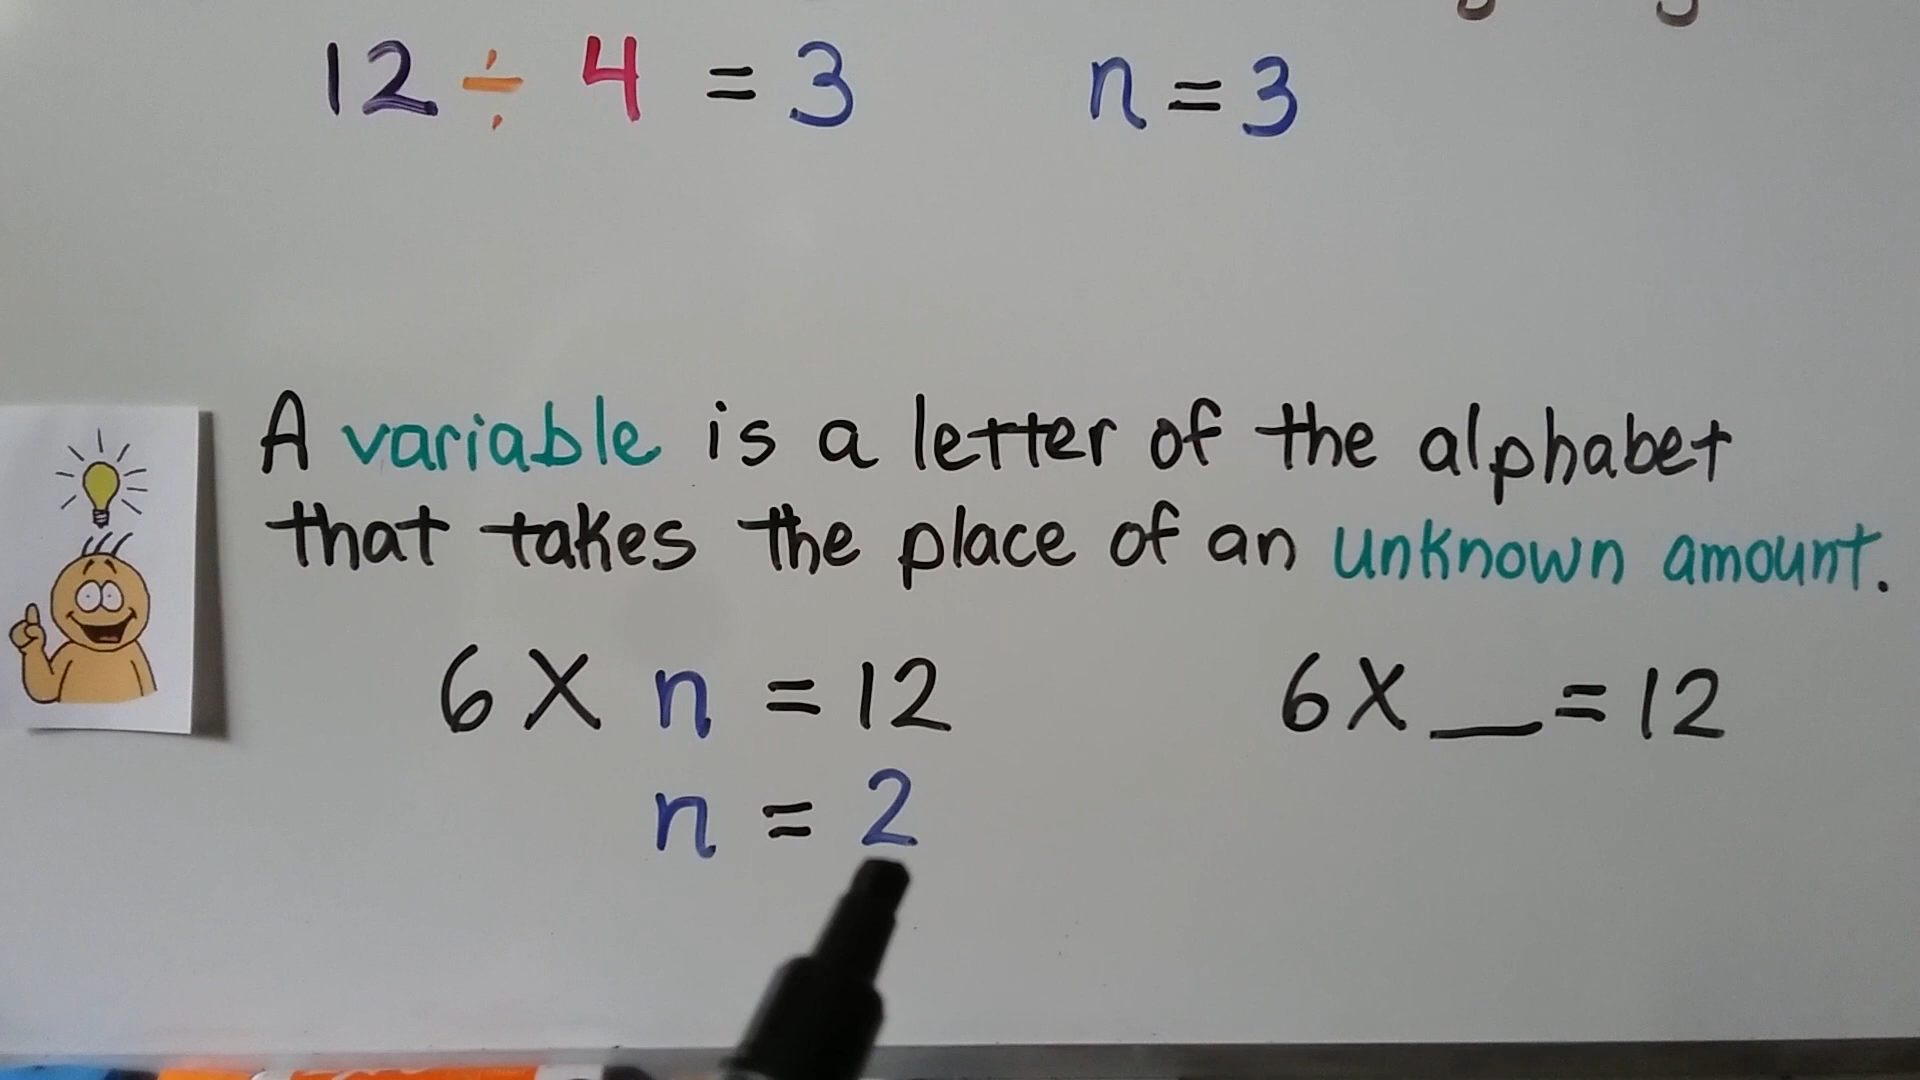 12 ÷ 4 = 3 n = 3
A variable is a letter of the alphabet
that takes the place of an unknown amount.
6 X n = 12 6 X __ = 12
n = 2